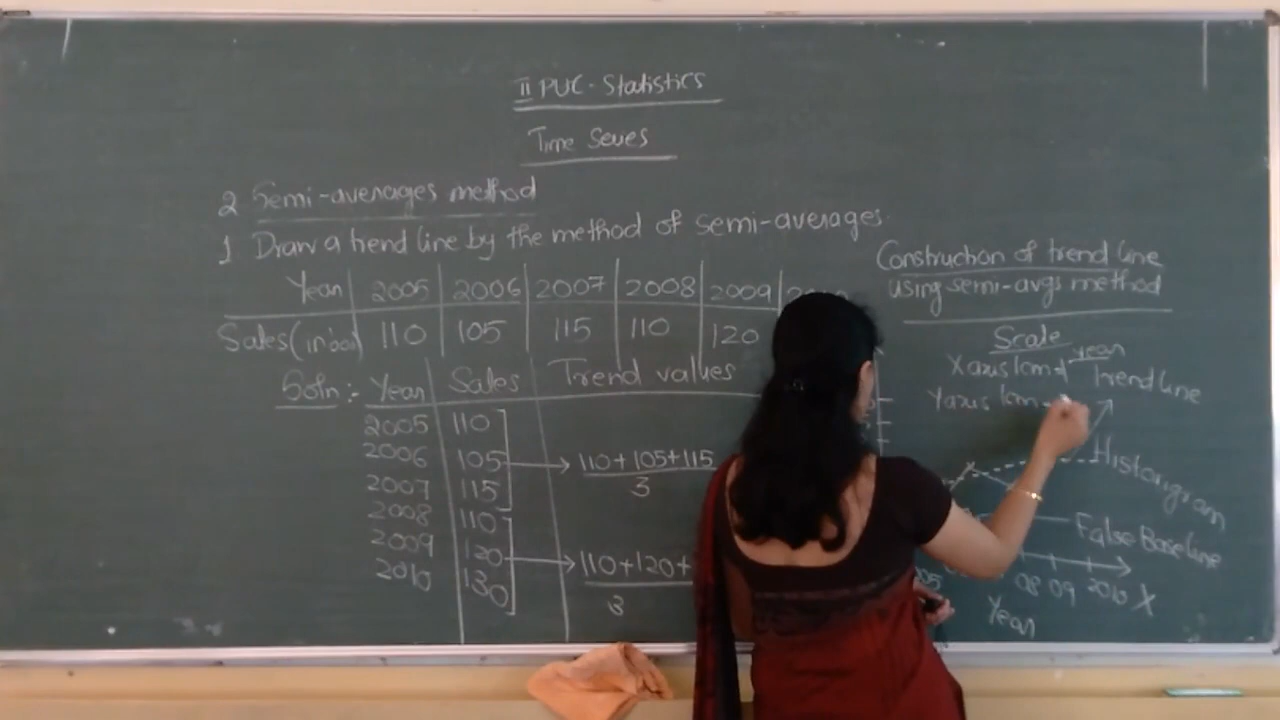 II PUC - Statistics
Time Series
2 Semi-averages method
1 Draw a trend line by the method of semi-averages.
Year 2005 2006 2007 2008 2009
Sales 110 105 115 110 120
Soln :- Year Sales Trend values
2005 110
2006 105 → 110+105+115
2007 115 3
2008 110
2009 120 → 110+120+
2010 130 3
Construction of trend line
using semi-avgs method
Scale
X axis 1cm = 1 year
Y axis 1cm =
Trend line
Historigram
False Baseline
05 08 09 2010 X
Year